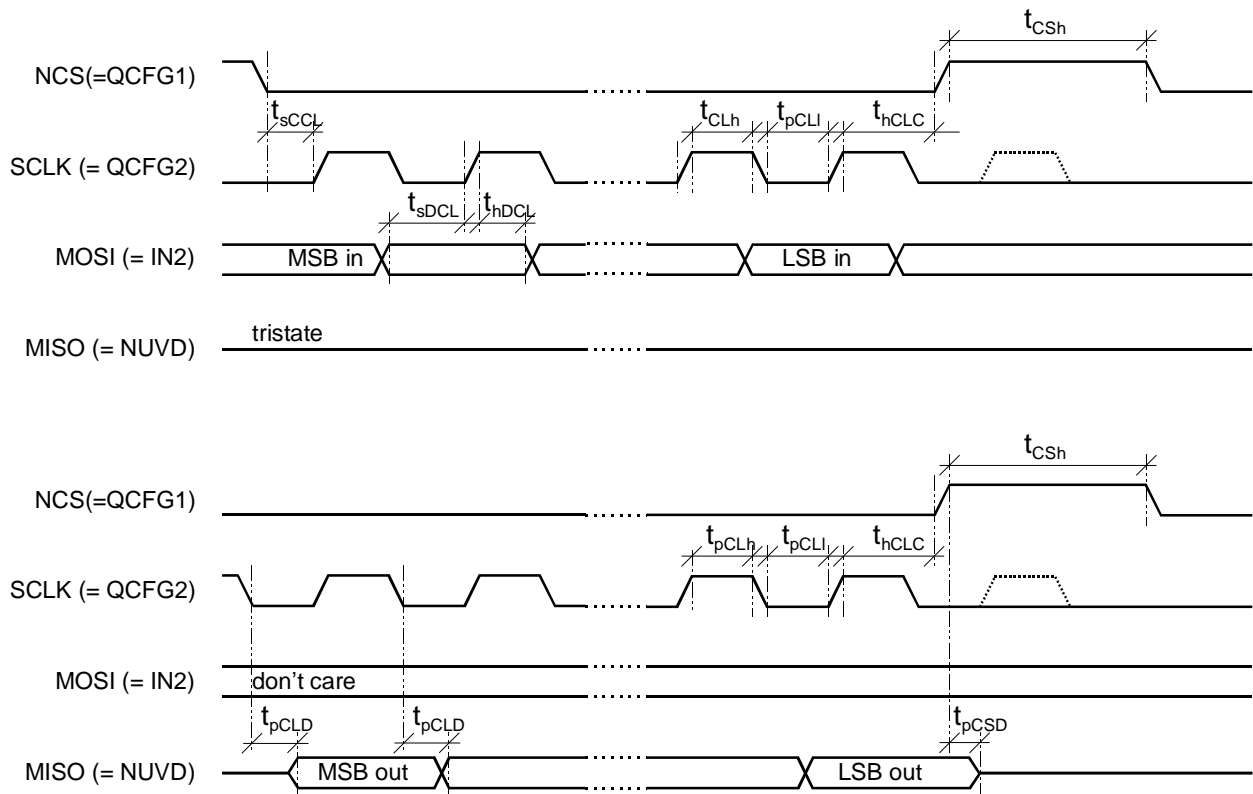 tCSh
NCS(=QCFG1)
tsCCL
tCLh
tpCLl
thCLC
SCLK (= QCFG2)
tsDCL
thDCL
MOSI (= IN2)
MSB in
LSB in
tristate
MISO (= NUVD)
tCSh
NCS(=QCFG1)
tpCLh
tpCLl
thCLC
SCLK (= QCFG2)
MOSI (= IN2)
don't care
tpCLD
tpCLD
tpCSD
MISO (= NUVD)
MSB out
LSB out